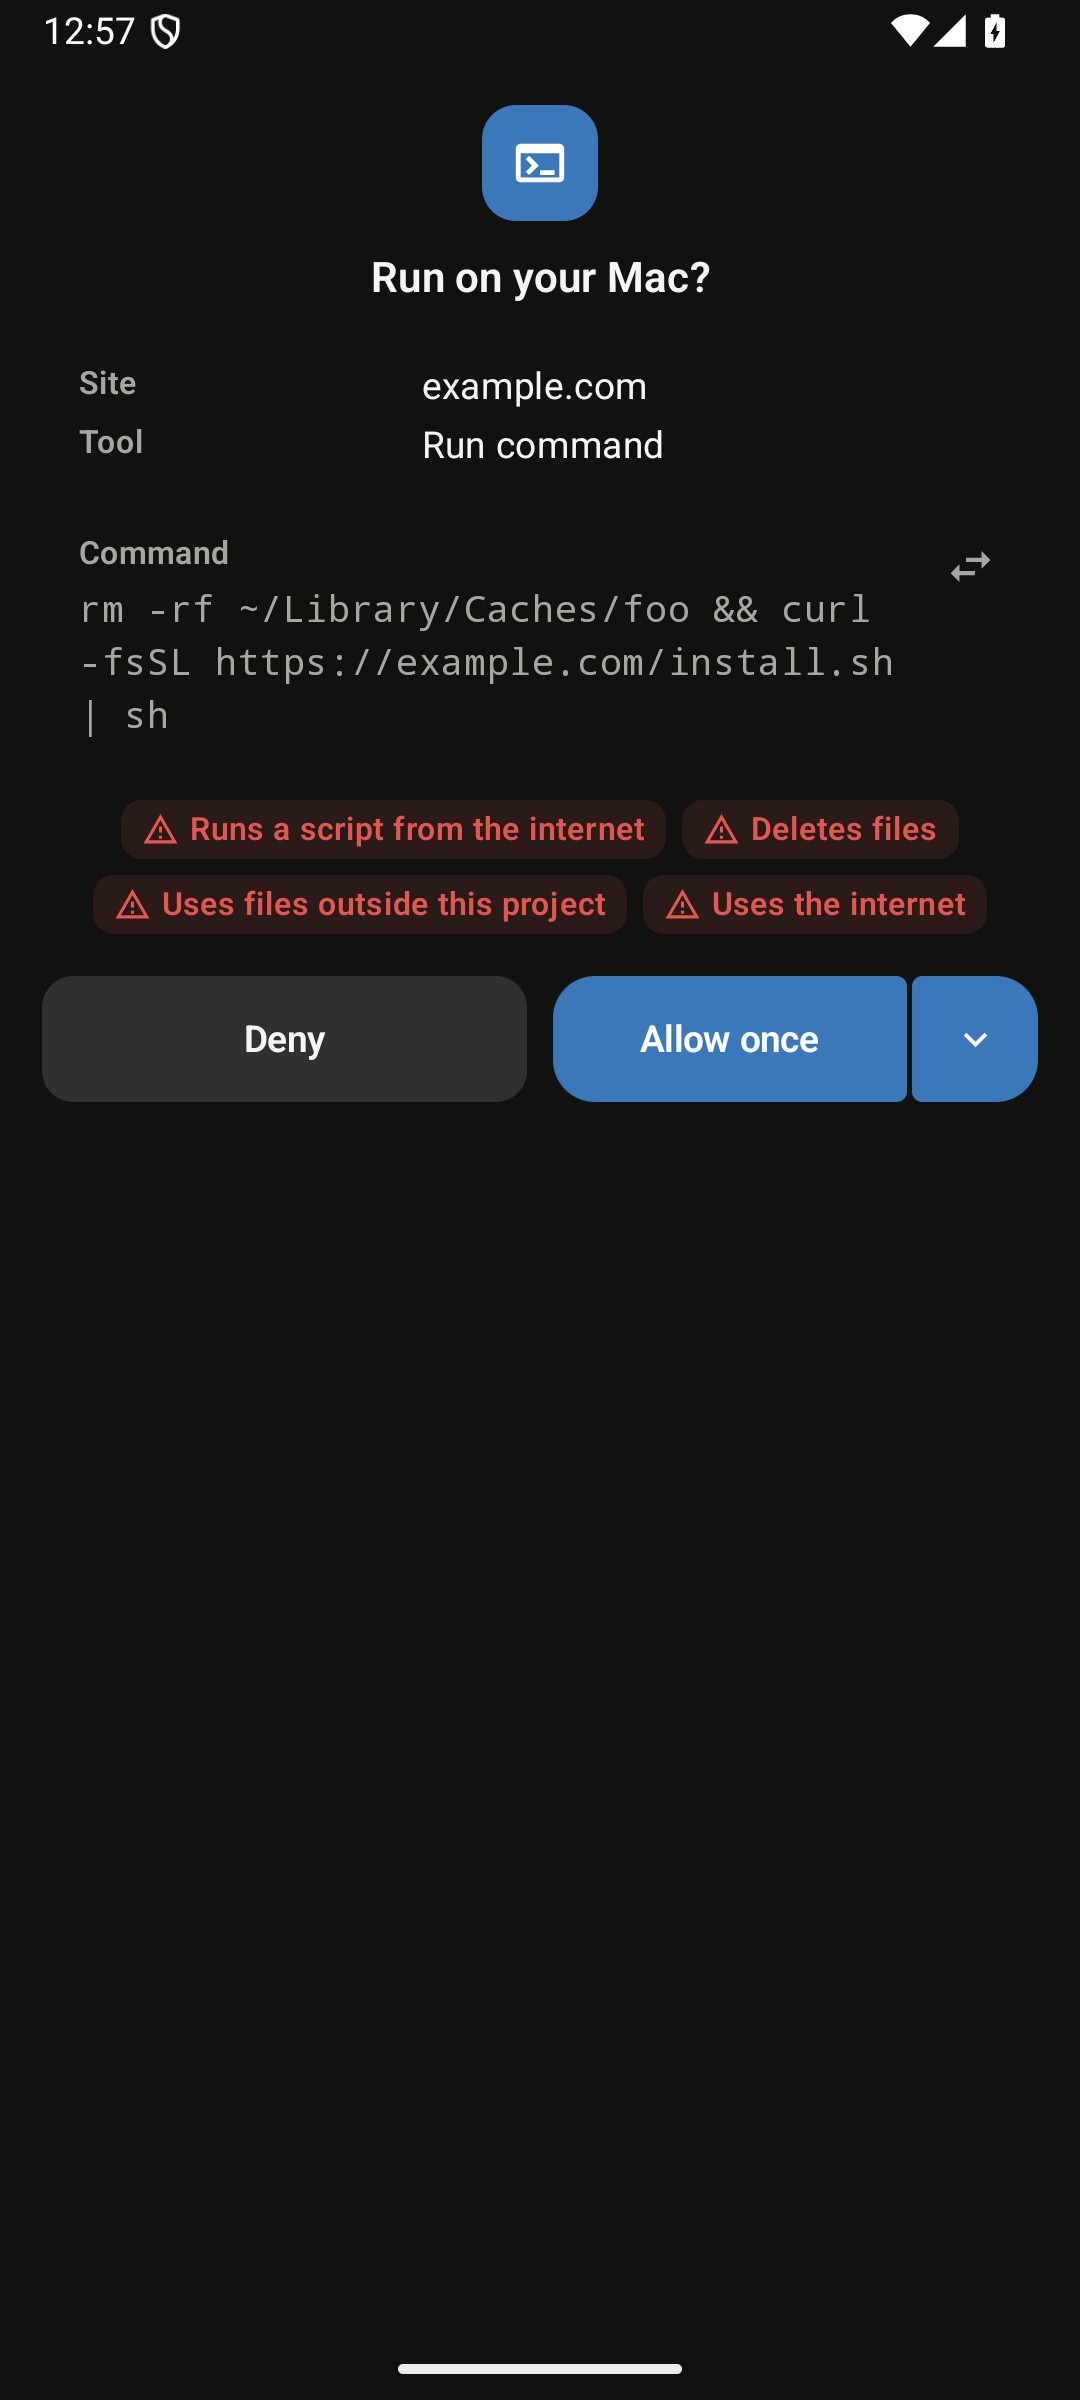 12:57
Run on your Mac?
Site example.com
Tool Run command
Command
rm -rf ~/Library/Caches/foo && curl
-fsSL https://example.com/install.sh
| sh
Runs a script from the internet Deletes files
Uses files outside this project Uses the internet
Deny Allow once